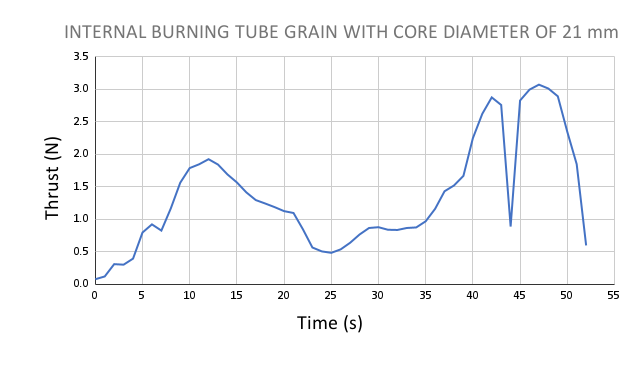 INTERNAL BURNING TUBE GRAIN WITH CORE DIAMETER OF 21 mm
3.5
3.0
2.5
2.0
1.5
1.0
0.5
0.0
Thrust (N)
0 5 10 15 20 25 30 35 40 45 50 55
Time (s)